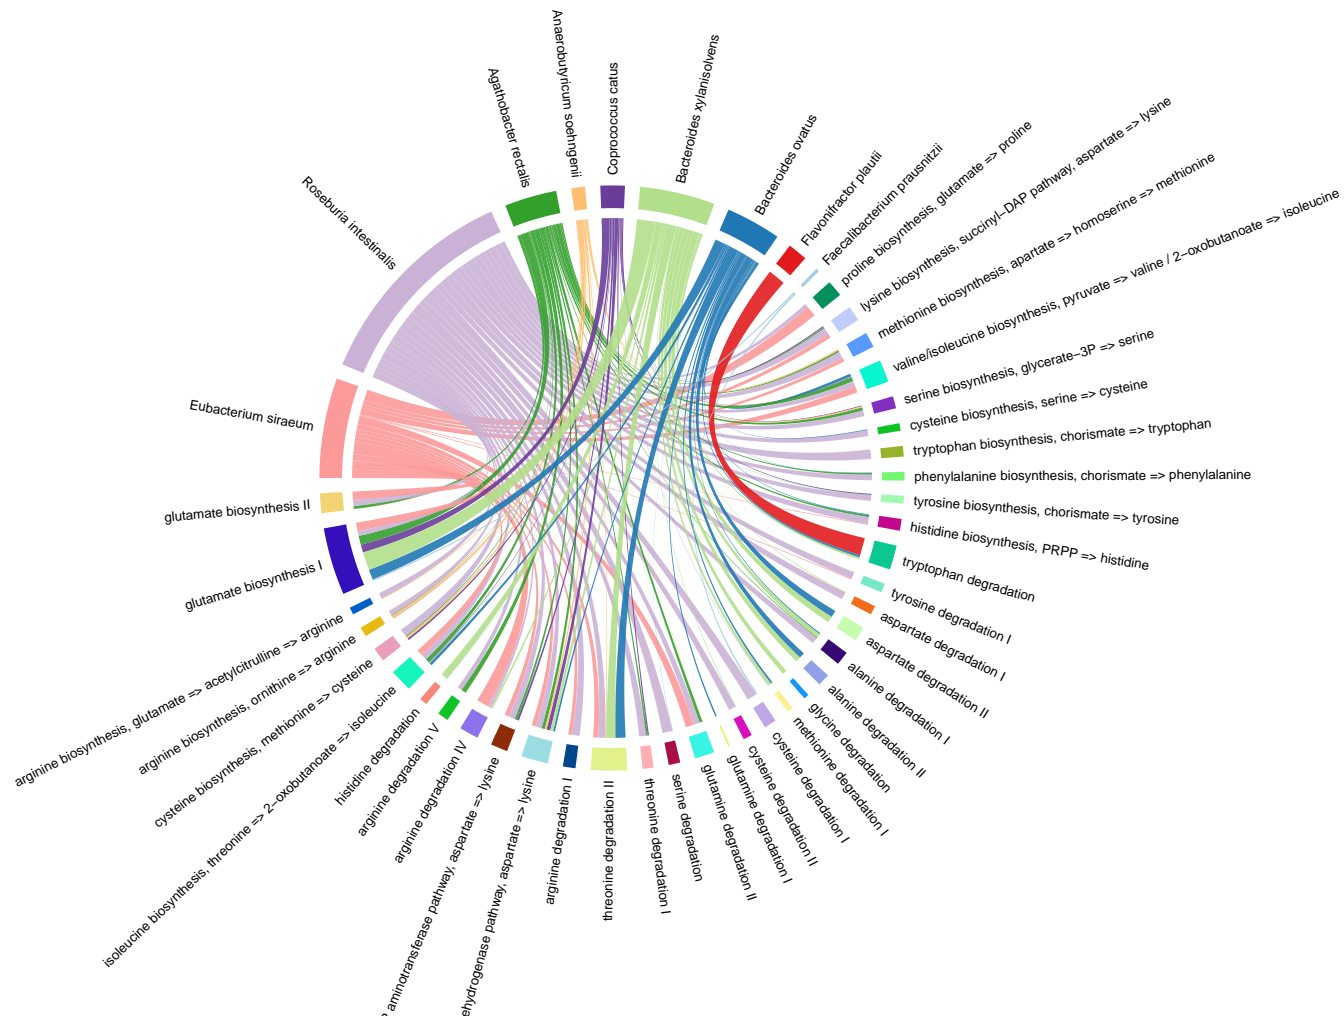 Anaerobutyricum soehngenii
Coprococcus catus
Bacteroides xylanisolvens
Bacteroides ovatus
Flavonifractor plautii
Faecalibacterium prausnitzii
proline biosynthesis, glutamate => proline
lysine biosynthesis, succinyl−DAP pathway, aspartate => lysine
methionine biosynthesis, apartate => homoserine => methionine
valine/isoleucine biosynthesis, pyruvate => valine / 2−oxobutanoate => isoleucine
serine biosynthesis, glycerate−3P => serine
cysteine biosynthesis, serine => cysteine
tryptophan biosynthesis, chorismate => tryptophan
phenylalanine biosynthesis, chorismate => phenylalanine
tyrosine biosynthesis, chorismate => tyrosine
histidine biosynthesis, PRPP => histidine
tryptophan degradation
tyrosine degradation I
aspartate degradation I
aspartate degradation II
alanine degradation I
alanine degradation II
glycine degradation
methionine degradation I
cysteine degradation I
cysteine degradation II
glutamine degradation I
glutamine degradation II
serine degradation
threonine degradation I
threonine degradation II
arginine degradation I
ehydrogenase pathway, aspartate => lysine
aminotransferase pathway, aspartate => lysine
arginine degradation IV
arginine degradation V
histidine degradation
isoleucine biosynthesis, threonine => 2−oxobutanoate => isoleucine
cysteine biosynthesis, methionine => cysteine
arginine biosynthesis, ornithine => arginine
arginine biosynthesis, glutamate => acetylcitrulline => arginine
glutamate biosynthesis I
glutamate biosynthesis II
Eubacterium siraeum
Roseburia intestinalis
Agathobacter rectalis